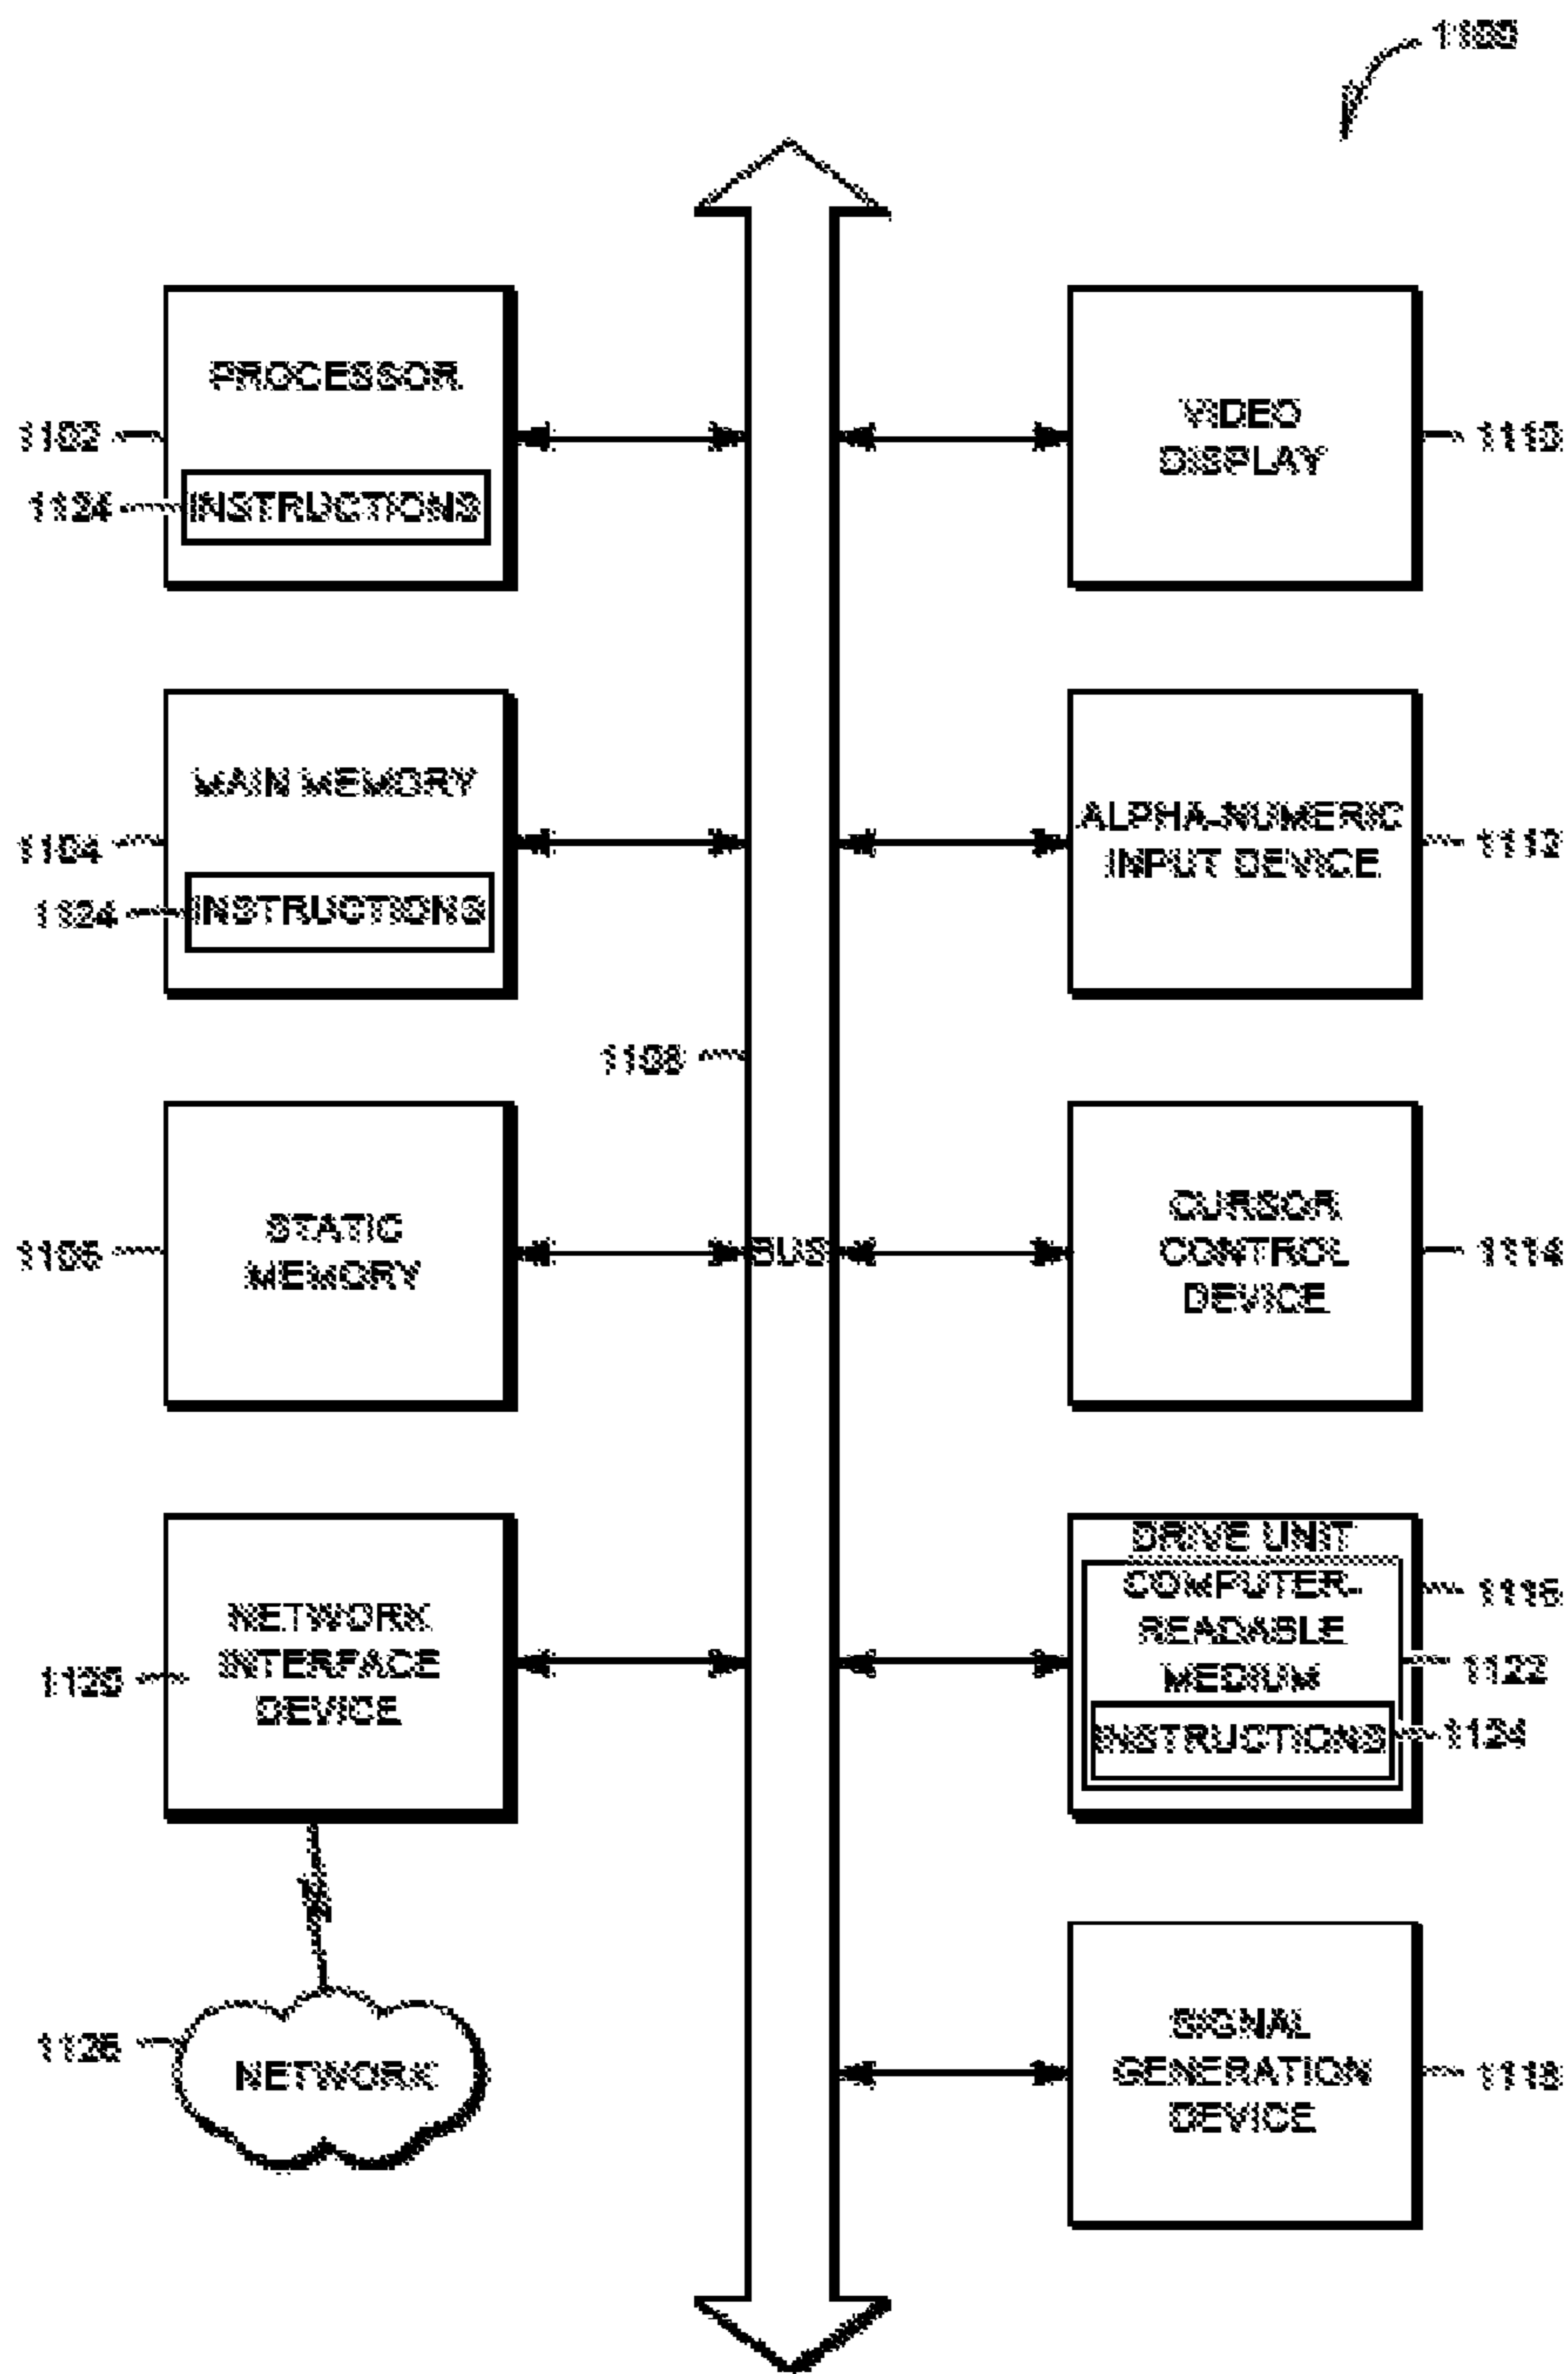 PROCESSOR
1102
1124
INSTRUCTIONS
VIDEO
DISPLAY
1110
MAIN MEMORY
1104
1124
INSTRUCTIONS
ALPHA-NUMERIC
INPUT DEVICE
1112
1108
STATIC
MEMORY
1106
BUS
CURSOR
CONTROL
DEVICE
1114
NETWORK
INTERFACE
DEVICE
DRIVE UNIT
COMPUTER-
READABLE
MEDIUM
INSTRUCTIONS
1116
1122
1124
1126
NETWORK
SIGNAL
GENERATION
DEVICE
1118